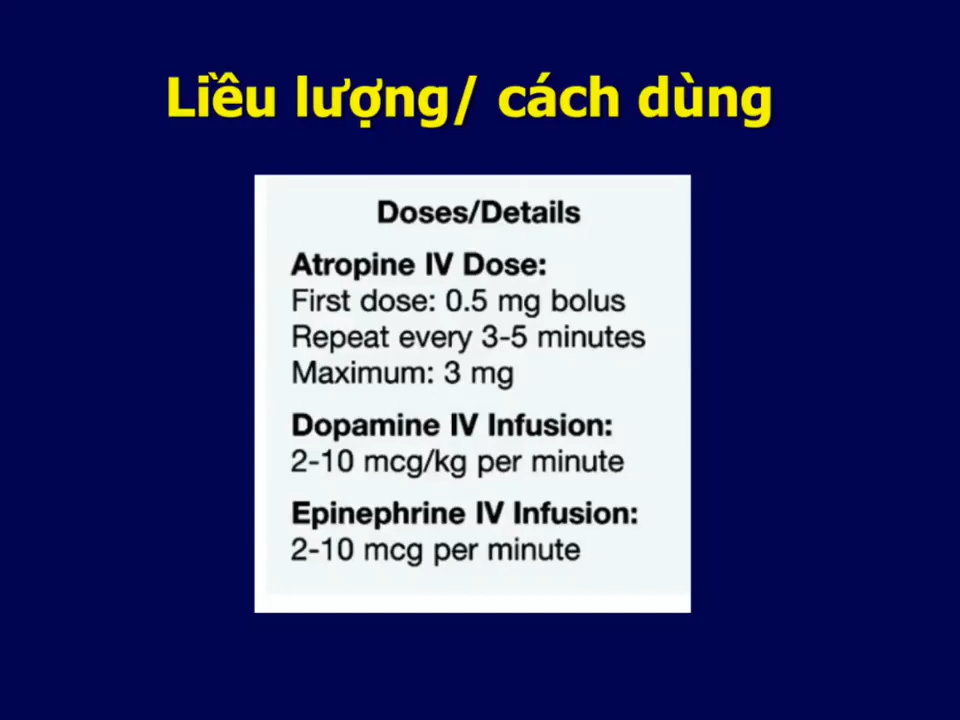 Liều lượng/ cách dùng
Doses/Details
Atropine IV Dose:
First dose: 0.5 mg bolus
Repeat every 3-5 minutes
Maximum: 3 mg
Dopamine IV Infusion:
2-10 mcg/kg per minute
Epinephrine IV Infusion:
2-10 mcg per minute